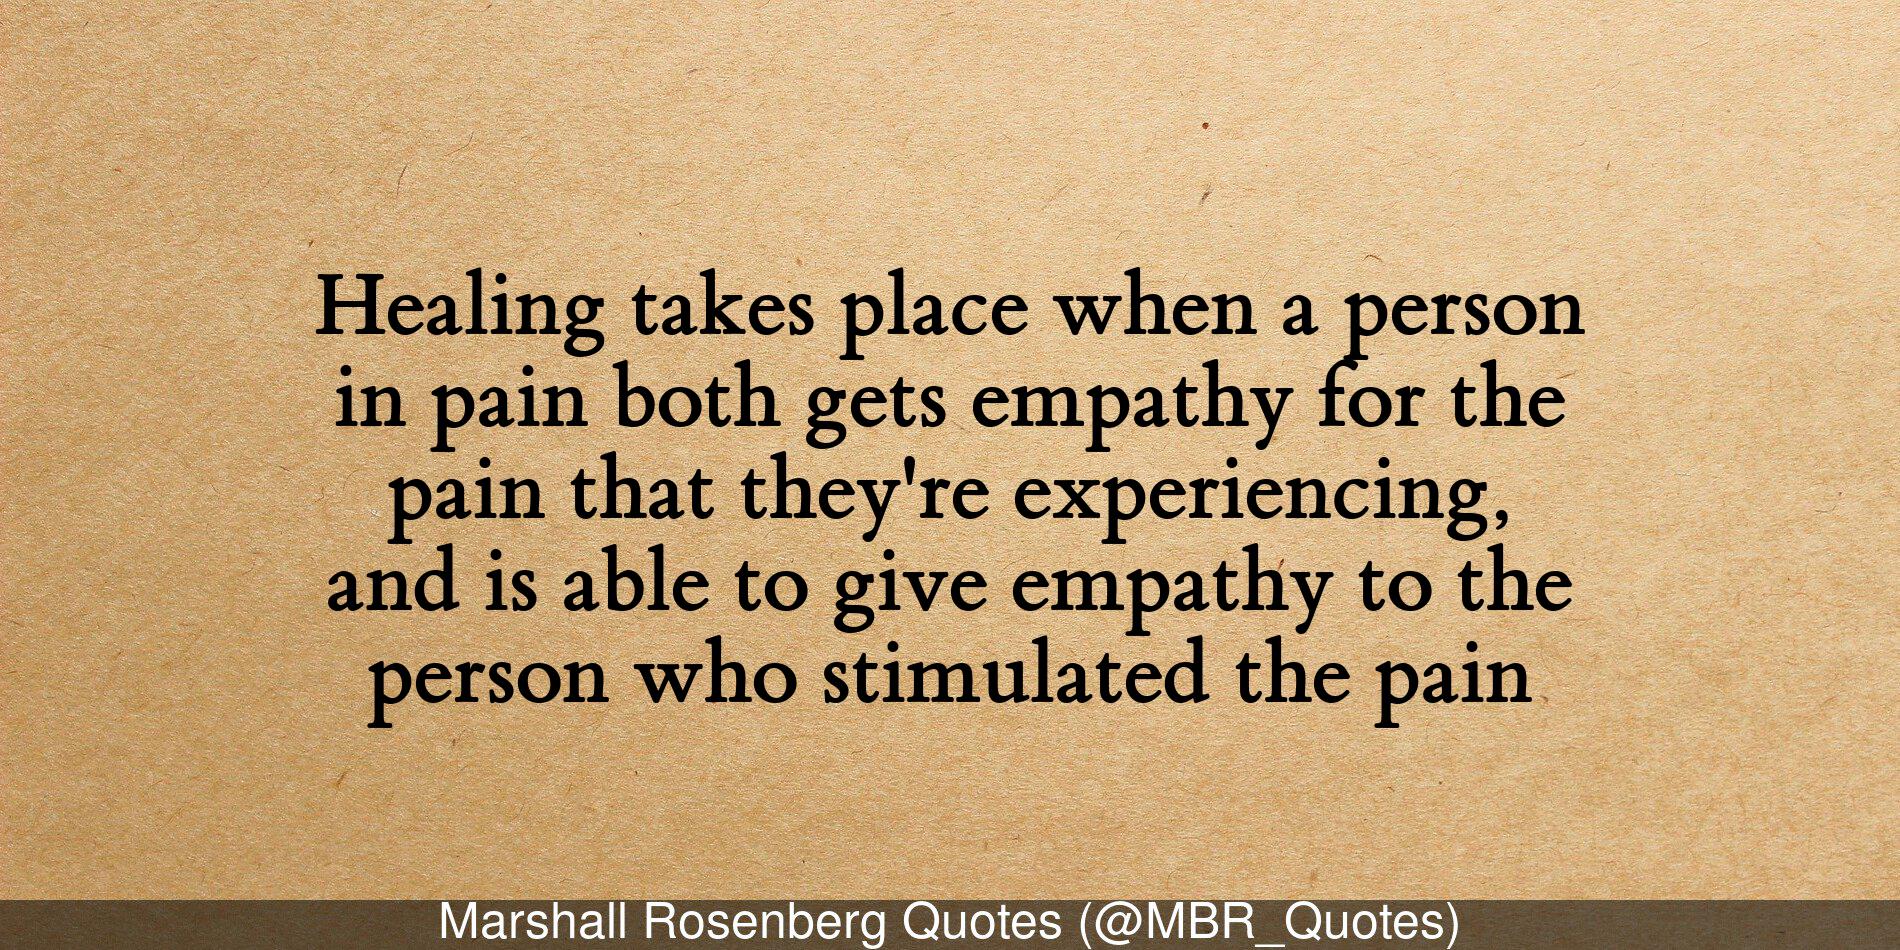 Healing takes place when a person
in pain both gets empathy for the
pain that they're experiencing,
and is able to give empathy to the
person who stimulated the pain
Marshall Rosenberg Quotes (@MBR_Quotes)